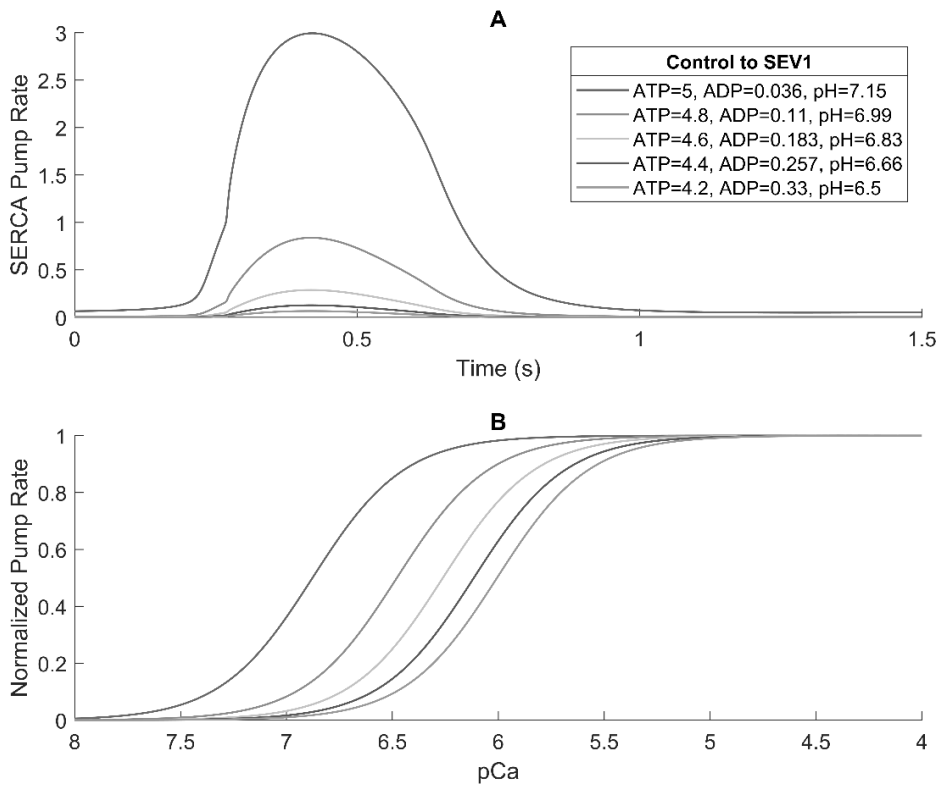 A
3
2.5
2
1.5
1
0.5
0
SERCA Pump Rate
Control to SEV1
ATP=5, ADP=0.036, pH=7.15
ATP=4.8, ADP=0.11, pH=6.99
ATP=4.6, ADP=0.183, pH=6.83
ATP=4.4, ADP=0.257, pH=6.66
ATP=4.2, ADP=0.33, pH=6.5
0 0.5 1 1.5
Time (s)
B
1
0.8
0.6
0.4
0.2
0
Normalized Pump Rate
8 7.5 7 6.5 6 5.5 5 4.5 4
pCa